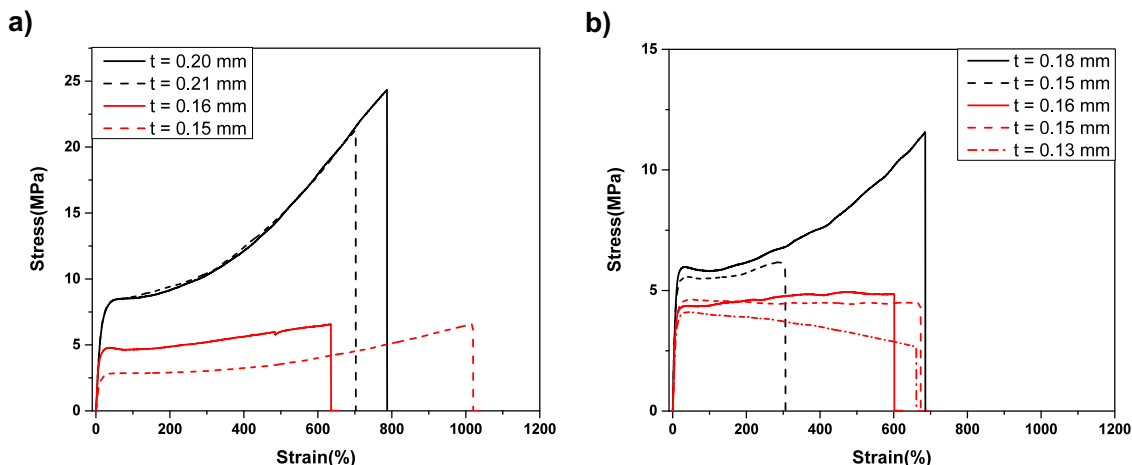 a)
t = 0.20 mm
t = 0.21 mm
t = 0.16 mm
t = 0.15 mm
25
20
15
10
5
0
Stress(MPa)
0 200 400 600 800 1000 1200
Strain(%)
b)
t = 0.18 mm
t = 0.15 mm
t = 0.16 mm
t = 0.15 mm
t = 0.13 mm
15
10
5
0
Stress(MPa)
0 200 400 600 800 1000 1200
Strain(%)